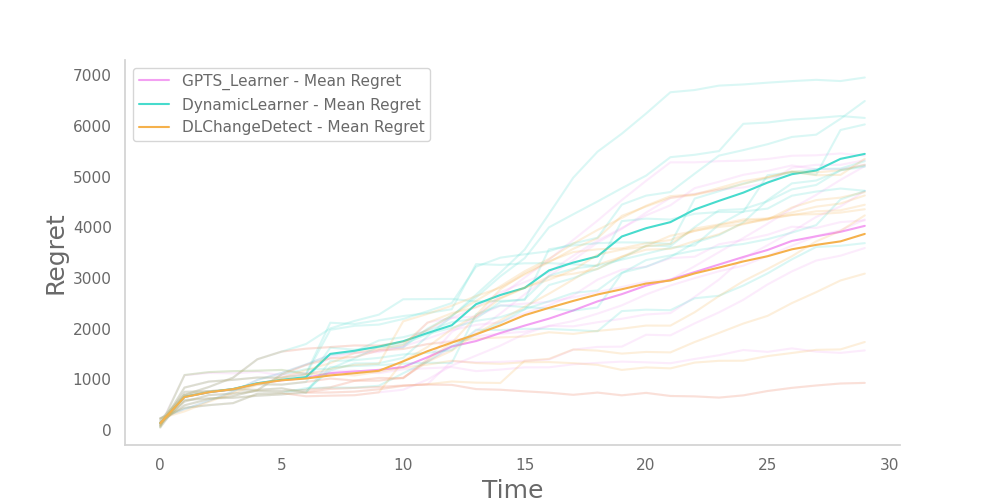 7000
6000
5000
4000
3000
2000
1000
0
Regret
GPTS_Learner - Mean Regret
DynamicLearner - Mean Regret
DLChangeDetect - Mean Regret
0 5 10 15 20 25 30
Time